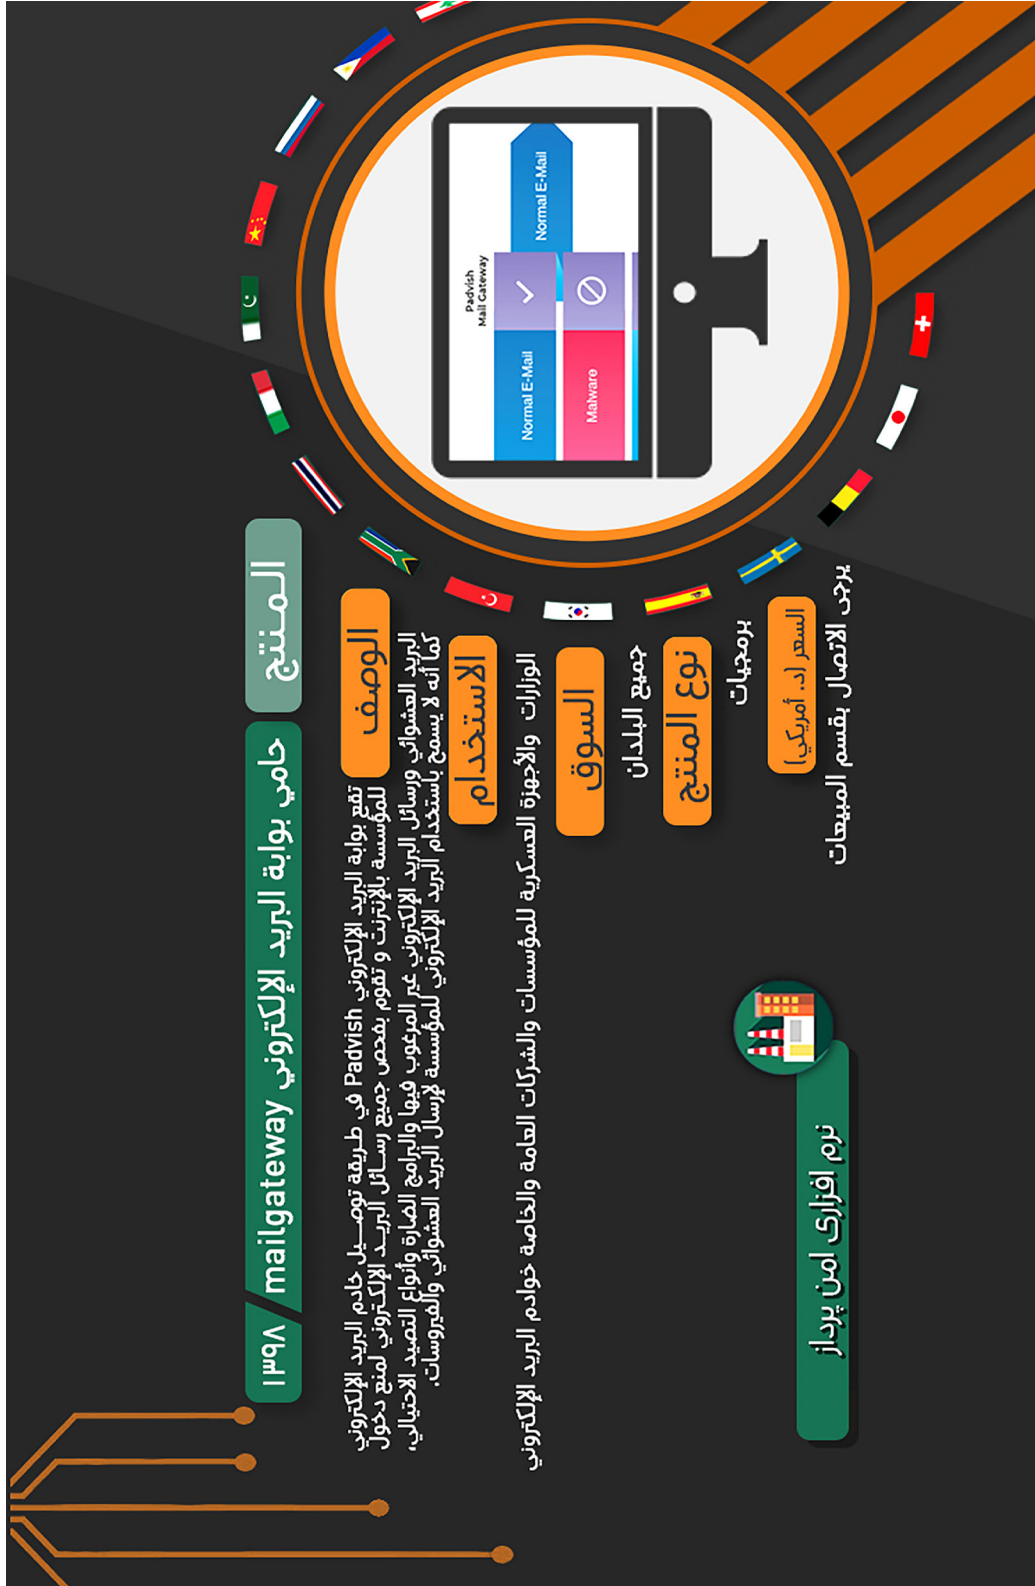 المنتج
حامي بوابة البريد الإلكتروني mailgateway
١٣٩٨
الوصف
تقع بوابة البريد الإلكتروني Padvish في طريقة توصيل خادم البريد الإلكتروني
للمؤسسة بالإنترنت و تقوم بفحص جميع رسائل البريد الإلكتروني لمنع دخول
البريد العشوائي ورسائل البريد الإلكتروني غير المرغوب فيها والبرامج الضارة وأنواع التصيد الاحتيالي،
كما أنه لا يسمح باستخدام البريد الإلكتروني للمؤسسة لإرسال البريد العشوائي والفيروسات.
الاستخدام
الوزارات والأجهزة العسكرية للمؤسسات والشركات العامة والخاصة خوادم البريد الإلكتروني
السوق
جميع البلدان
نوع المنتج
برمجيات
السعر (د. أمريكي)
يرجى الاتصال بقسم المبيعات
نرم افزاری امن پرداز
Padvish
Mail Gateway
Normal E-Mail
Normal E-Mail
Malware